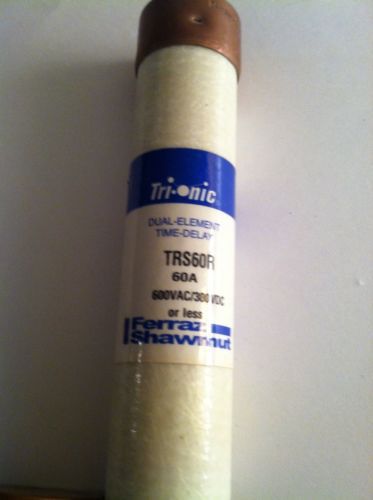 Tri-onic
DUAL-ELEMENT
TIME-DELAY
TRS60R
60A
600VAC/300VDC
or less
Ferraz
Shawmut